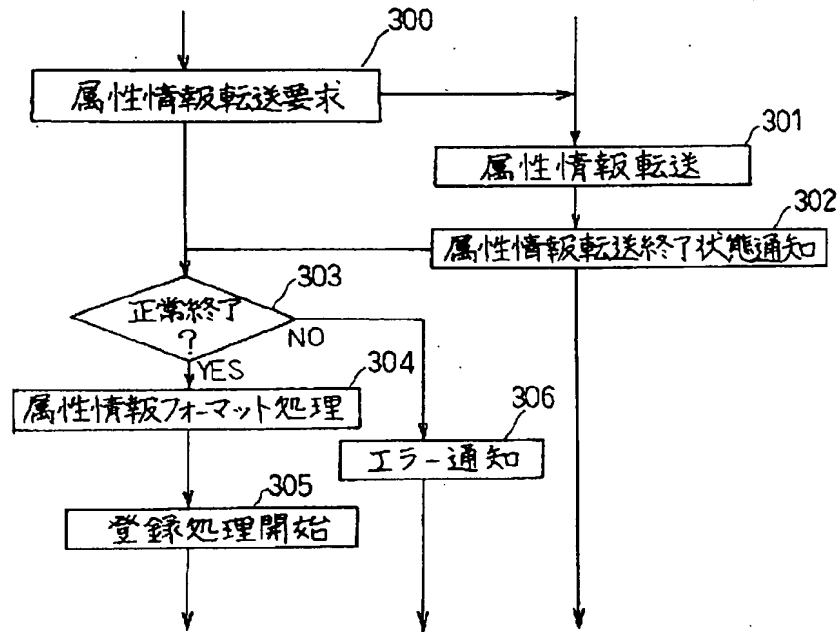 300
属性情報転送要求
301
属性情報転送
302
属性情報転送終了状態通知
303
正常終了
?
NO
YES
304
属性情報フォーマット処理
306
エラー通知
305
登録処理開始